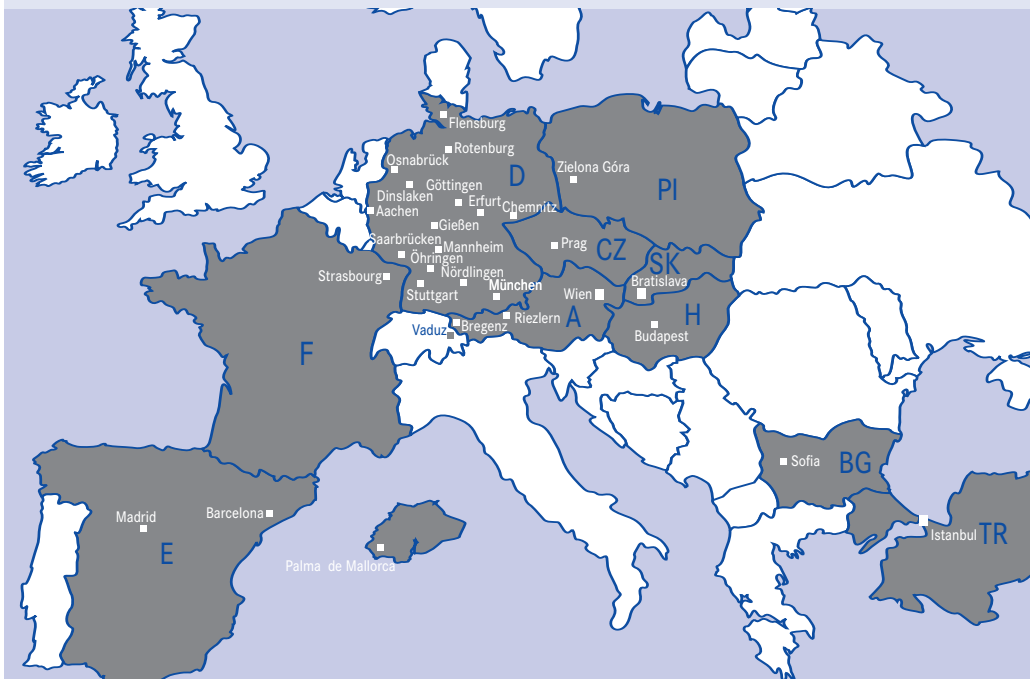 Flensburg
Rotenburg
Osnabrück
Zielona Góra
D
PI
Göttingen
Dinslaken
Erfurt
Chemnitz
Aachen
Gießen
Saarbrücken
Mannheim
Prag
CZ
Öhringen
SK
Strasbourg
Nördlingen
Bratislava
München
Stuttgart
Wien
Riezlern
A
H
Vaduz
Bregenz
Budapest
F
Sofia
BG
Barcelona
Madrid
Istanbul
TR
E
Palma de Mallorca